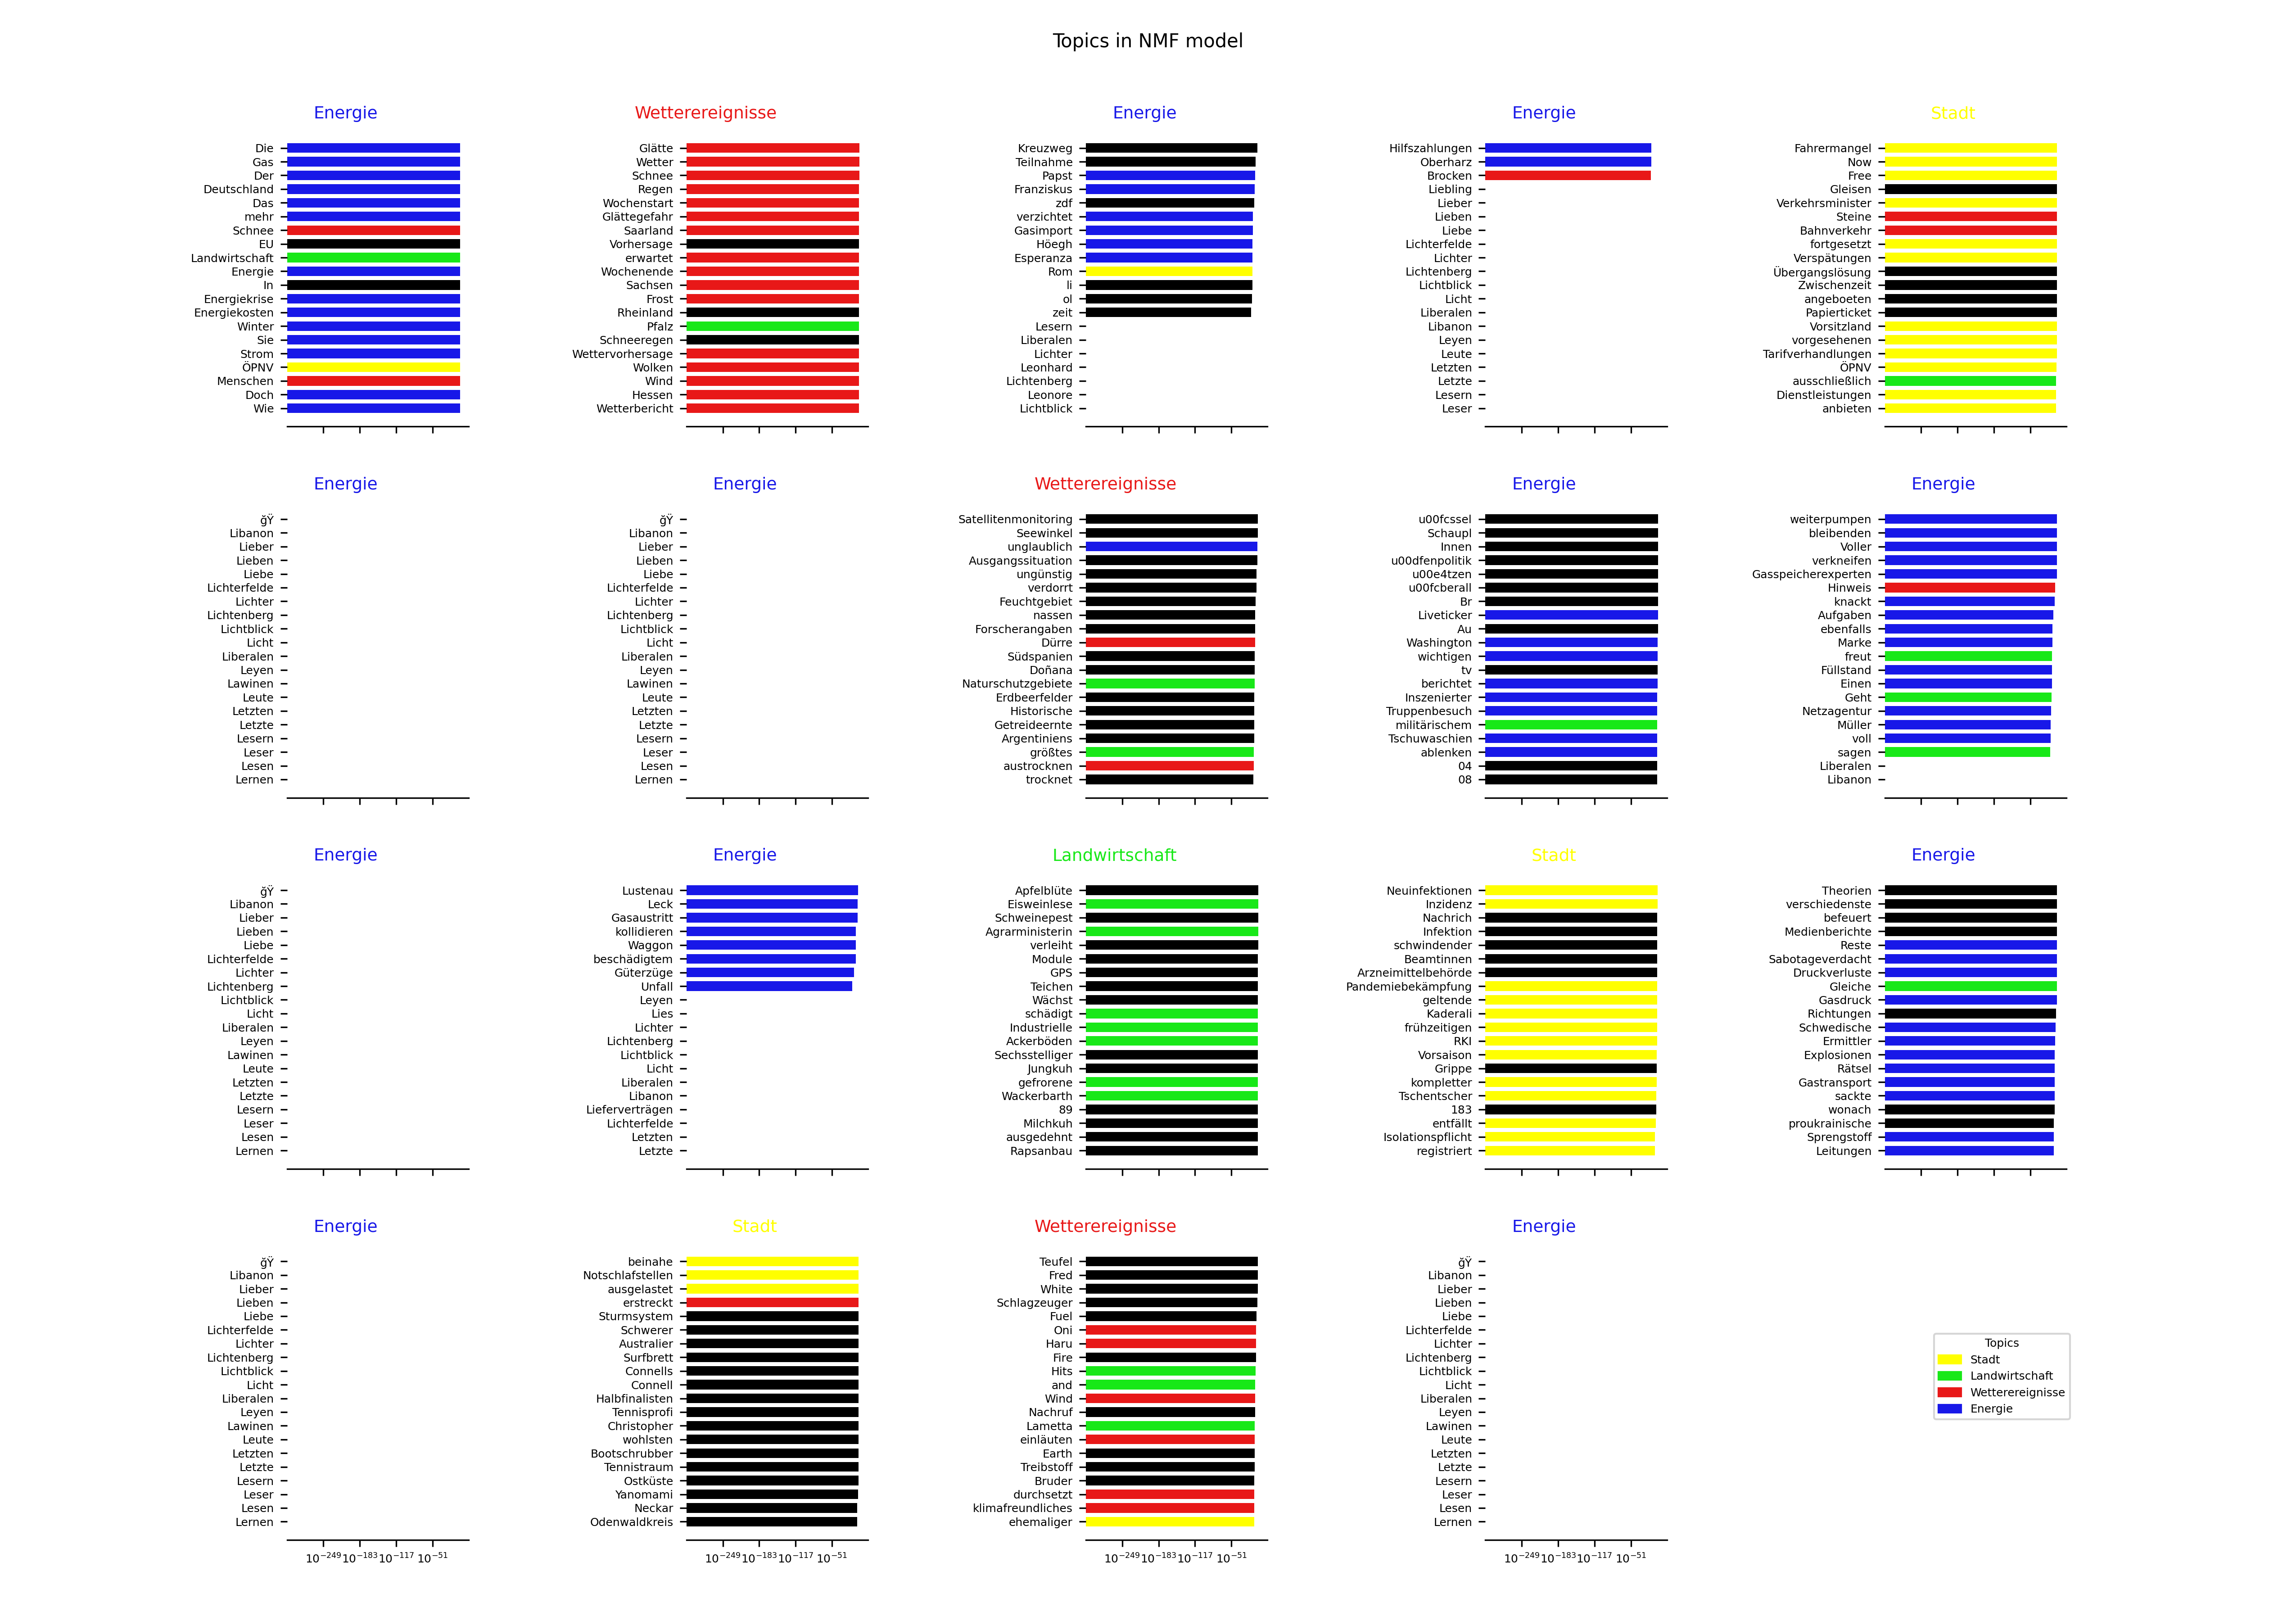 Topics in NMF model
Energie
Die
Gas
Der
Deutschland
Das
mehr
Schnee
EU
Landwirtschaft
Energie
In
Energiekrise
Energiekosten
Winter
Sie
Strom
ÖPNV
Menschen
Doch
Wie
Wetterereignisse
Glätte
Wetter
Schnee
Regen
Wochenstart
Glättegefahr
Saarland
Vorhersage
erwartet
Wochenende
Sachsen
Frost
Rheinland
Pfalz
Schneeregen
Wettervorhersage
Wolken
Wind
Hessen
Wetterbericht
Energie
Kreuzweg
Teilnahme
Papst
Franziskus
zdf
verzichtet
Gasimport
Höegh
Esperanza
Rom
li
ol
zeit
Lesern
Liberalen
Lichter
Leonhard
Lichtenberg
Leonore
Lichtblick
Energie
Hilfszahlungen
Oberharz
Brocken
Liebling
Lieber
Lieben
Liebe
Lichterfelde
Lichter
Lichtenberg
Lichtblick
Licht
Liberalen
Libanon
Leyen
Leute
Letzten
Letzte
Lesern
Leser
Stadt
Fahrermangel
Now
Free
Gleisen
Verkehrsminister
Steine
Bahnverkehr
fortgesetzt
Verspätungen
Übergangslösung
Zwischenzeit
angeboeten
Papierticket
Vorsitzland
vorgesehenen
Tarifverhandlungen
ÖPNV
ausschließlich
Dienstleistungen
anbieten
Energie
ğŸ
Libanon
Lieber
Lieben
Liebe
Lichterfelde
Lichter
Lichtenberg
Lichtblick
Licht
Liberalen
Leyen
Lawinen
Leute
Letzten
Letzte
Lesern
Leser
Lesen
Lernen
Energie
ğŸ
Libanon
Lieber
Lieben
Liebe
Lichterfelde
Lichter
Lichtenberg
Lichtblick
Licht
Liberalen
Leyen
Lawinen
Leute
Letzten
Letzte
Lesern
Leser
Lesen
Lernen
Wetterereignisse
Satellitenmonitoring
Seewinkel
unglaublich
Ausgangssituation
ungünstig
verdorrt
Feuchtgebiet
nassen
Forscherangaben
Dürre
Südspanien
Doñana
Naturschutzgebiete
Erdbeerfelder
Historische
Getreideernte
Argentiniens
größtes
austrocknen
trocknet
Energie
u00fcssel
Schaupl
Innen
u00dfenpolitik
u00e4tzen
u00fcberall
Br
Liveticker
Au
Washington
wichtigen
tv
berichtet
Inszenierter
Truppenbesuch
militärischem
Tschuwaschien
ablenken
04
08
Energie
weiterpumpen
bleibenden
Voller
verkneifen
Gasspeicherexperten
Hinweis
knackt
Aufgaben
ebenfalls
Marke
freut
Füllstand
Einen
Geht
Netzagentur
Müller
voll
sagen
Liberalen
Libanon
Energie
ğŸ
Libanon
Lieber
Lieben
Liebe
Lichterfelde
Lichter
Lichtenberg
Lichtblick
Licht
Liberalen
Leyen
Lawinen
Leute
Letzten
Letzte
Lesern
Leser
Lesen
Lernen
Energie
Lustenau
Leck
Gasaustritt
kollidieren
Waggon
beschädigtem
Güterzüge
Unfall
Leyen
Lies
Lichter
Lichtenberg
Lichtblick
Licht
Liberalen
Libanon
Lieferverträgen
Lichterfelde
Letzten
Letzte
Landwirtschaft
Apfelblüte
Eisweinlese
Schweinepest
Agrarministerin
verleiht
Module
GPS
Teichen
Wächst
schädigt
Industrielle
Ackerböden
Sechsstelliger
Jungkuh
gefrorene
Wackerbarth
89
Milchkuh
ausgedehnt
Rapsanbau
Stadt
Neuinfektionen
Inzidenz
Nachrich
Infektion
schwindender
Beamtinnen
Arzneimittelbehörde
Pandemiebekämpfung
geltende
Kaderali
frühzeitigen
RKI
Vorsaison
Grippe
kompletter
Tschentscher
183
entfällt
Isolationspflicht
registriert
Energie
Theorien
verschiedenste
befeuert
Medienberichte
Reste
Sabotageverdacht
Druckverluste
Gleiche
Gasdruck
Richtungen
Schwedische
Ermittler
Explosionen
Rätsel
Gastransport
sackte
wonach
proukrainische
Sprengstoff
Leitungen
Energie
ğŸ
Libanon
Lieber
Lieben
Liebe
Lichterfelde
Lichter
Lichtenberg
Lichtblick
Licht
Liberalen
Leyen
Lawinen
Leute
Letzten
Letzte
Lesern
Leser
Lesen
Lernen
10⁻²⁴⁹ 10⁻¹⁸³ 10⁻¹¹⁷ 10⁻⁵¹
Stadt
beinahe
Notschlafstellen
ausgelastet
erstreckt
Sturmsystem
Schwerer
Australier
Surfbrett
Connells
Connell
Halbfinalisten
Tennisprofi
Christopher
wohlsten
Bootschrubber
Tennistraum
Ostküste
Yanomami
Neckar
Odenwaldkreis
10⁻²⁴⁹ 10⁻¹⁸³ 10⁻¹¹⁷ 10⁻⁵¹
Wetterereignisse
Teufel
Fred
White
Schlagzeuger
Fuel
Oni
Haru
Fire
Hits
and
Wind
Nachruf
Lametta
einläuten
Earth
Treibstoff
Bruder
durchsetzt
klimafreundliches
ehemaliger
10⁻²⁴⁹ 10⁻¹⁸³ 10⁻¹¹⁷ 10⁻⁵¹
Energie
ğŸ
Libanon
Lieber
Lieben
Liebe
Lichterfelde
Lichter
Lichtenberg
Lichtblick
Licht
Liberalen
Leyen
Lawinen
Leute
Letzten
Letzte
Lesern
Leser
Lesen
Lernen
10⁻²⁴⁹ 10⁻¹⁸³ 10⁻¹¹⁷ 10⁻⁵¹
Topics
Stadt
Landwirtschaft
Wetterereignisse
Energie